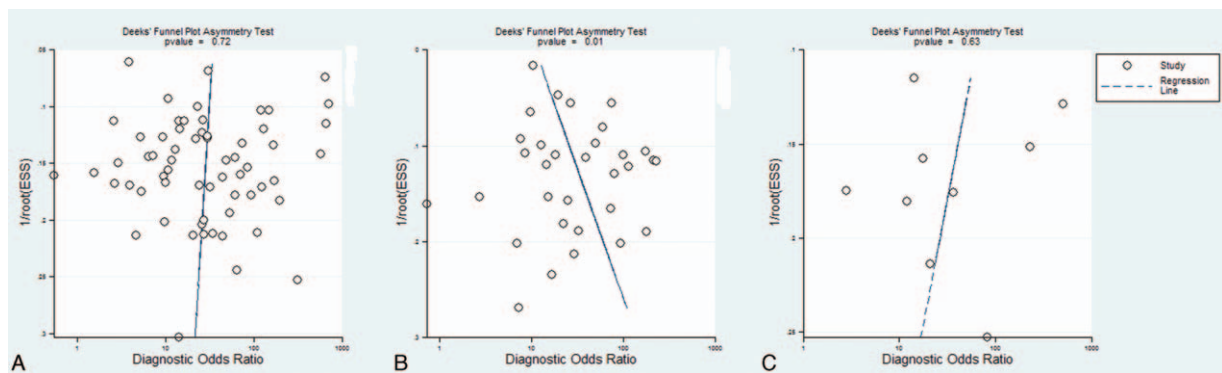 Deeks' Funnel Plot Asymmetry Test
pvalue = 0.72
.05
.1
.15
.2
.25
.3
1/root(ESS)
1
10
100
1000
Diagnostic Odds Ratio
A
Deeks' Funnel Plot Asymmetry Test
pvalue = 0.01
0
.1
.2
.3
1/root(ESS)
1
10
100
1000
Diagnostic Odds Ratio
B
Deeks' Funnel Plot Asymmetry Test
pvalue = 0.63
.1
.15
.2
.25
1/root(ESS)
1
10
100
1000
Diagnostic Odds Ratio
C
Study
Regression
Line